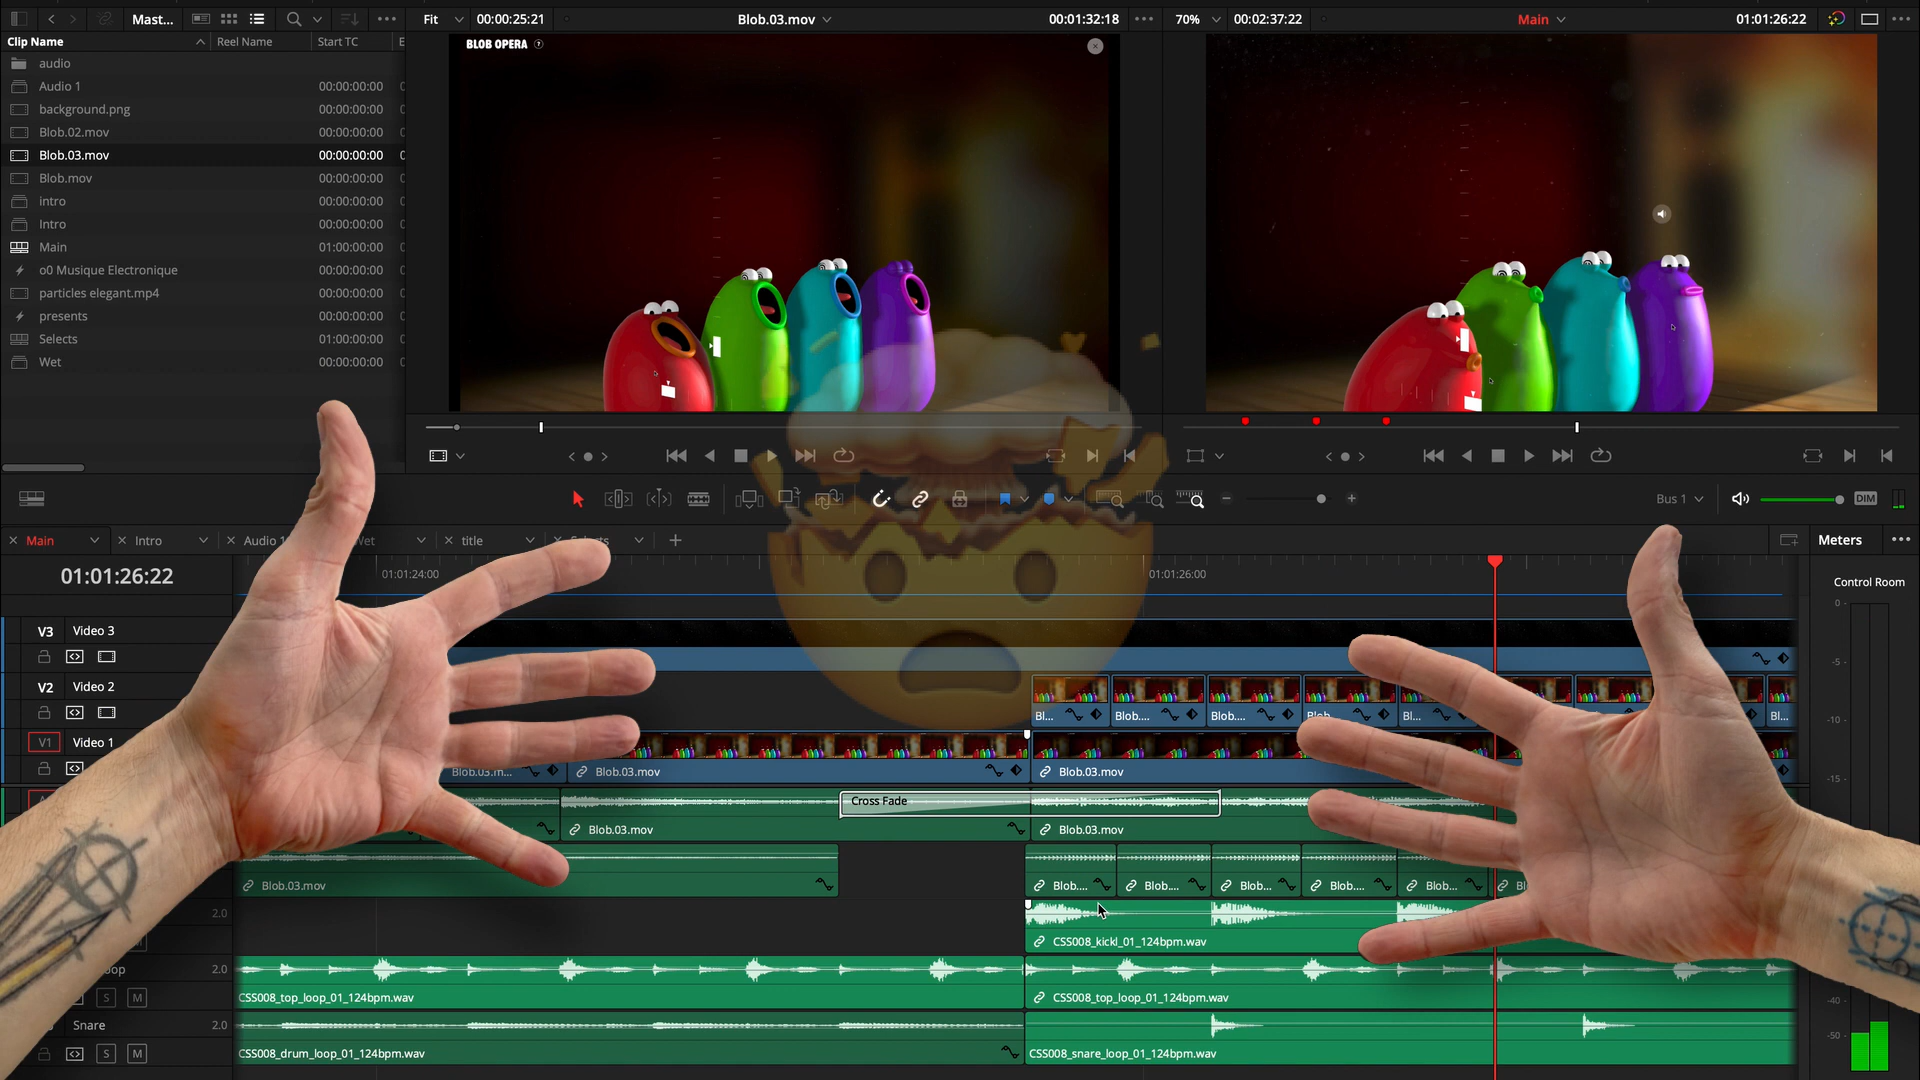 Mast... Fit 00:00:25:21 Blob.03.mov 00:01:32:18 70% 00:02:37:22 Main 01:01:26:22
Clip Name Reel Name Start TC E
BLOB OPERA ?
audio
Audio 1 00:00:00:00
background.png 00:00:00:00
Blob.02.mov 00:00:00:00
Blob.03.mov 00:00:00:00
Blob.mov 00:00:00:00
intro 00:00:00:00
Intro 00:00:00:00
Main 01:00:00:00
o0 Musique Electronique 00:00:00:00
particles elegant.mp4 00:00:00:00
presents 00:00:00:00
Selects 01:00:00:00
Wet 00:00:00:00
Bus 1 DIM
Main Intro Audio title Selects Meters
01:01:26:22 01:01:24:00 01:01:26:00 Control Room
0
V3 Video 3
-5
V2 Video 2
Bl... Blob.... Blob.... Blob.... Bl... Bl...
-10
V1 Video 1
Blob.03.m... Blob.03.mov Blob.03.mov
-15
Cross Fade
Blob.03.mov Blob.03.mov
Blob.03.mov Blob.... Blob.... Blob... Blob.... Blob... Bl
2.0
CSS008_kickl_01_124bpm.wav
oop 2.0
S M CSS008_top_loop_01_124bpm.wav CSS008_top_loop_01_124bpm.wav
-40
Snare 2.0
-50
S M CSS008_drum_loop_01_124bpm.wav CSS008_snare_loop_01_124bpm.wav